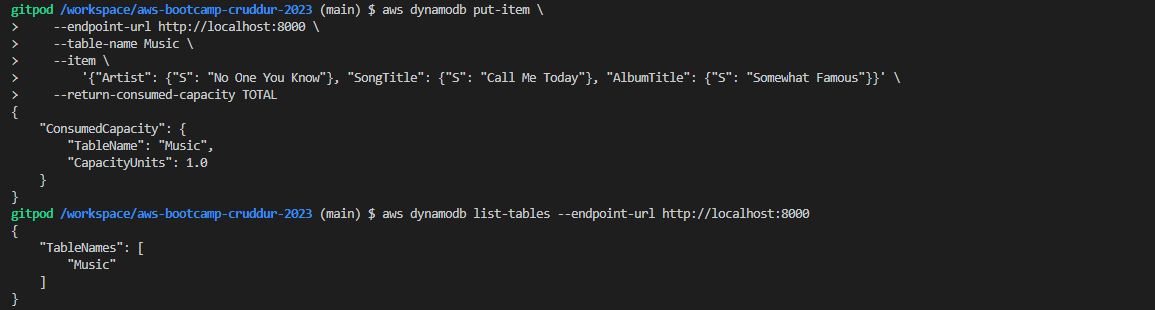 gitpod /workspace/aws-bootcamp-cruddur-2023 (main) $ aws dynamodb put-item \
>     --endpoint-url http://localhost:8000 \
>     --table-name Music \
>     --item \
>         '{"Artist": {"S": "No One You Know"}, "SongTitle": {"S": "Call Me Today"}, "AlbumTitle": {"S": "Somewhat Famous"}}' \
>     --return-consumed-capacity TOTAL
{
    "ConsumedCapacity": {
        "TableName": "Music",
        "CapacityUnits": 1.0
    }
}
gitpod /workspace/aws-bootcamp-cruddur-2023 (main) $ aws dynamodb list-tables --endpoint-url http://localhost:8000
{
    "TableNames": [
        "Music"
    ]
}